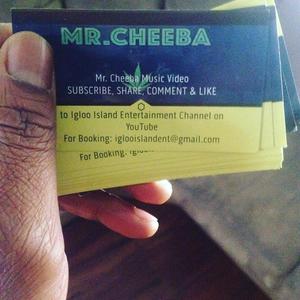 MR.CHEEBA
Mr. Cheeba Music Video
SUBSCRIBE, SHARE, COMMENT & LIKE
to Igloo Island Entertainment Channel on
YouTube
For Booking: iglooislandent@gmail.com
For Booking: igloo